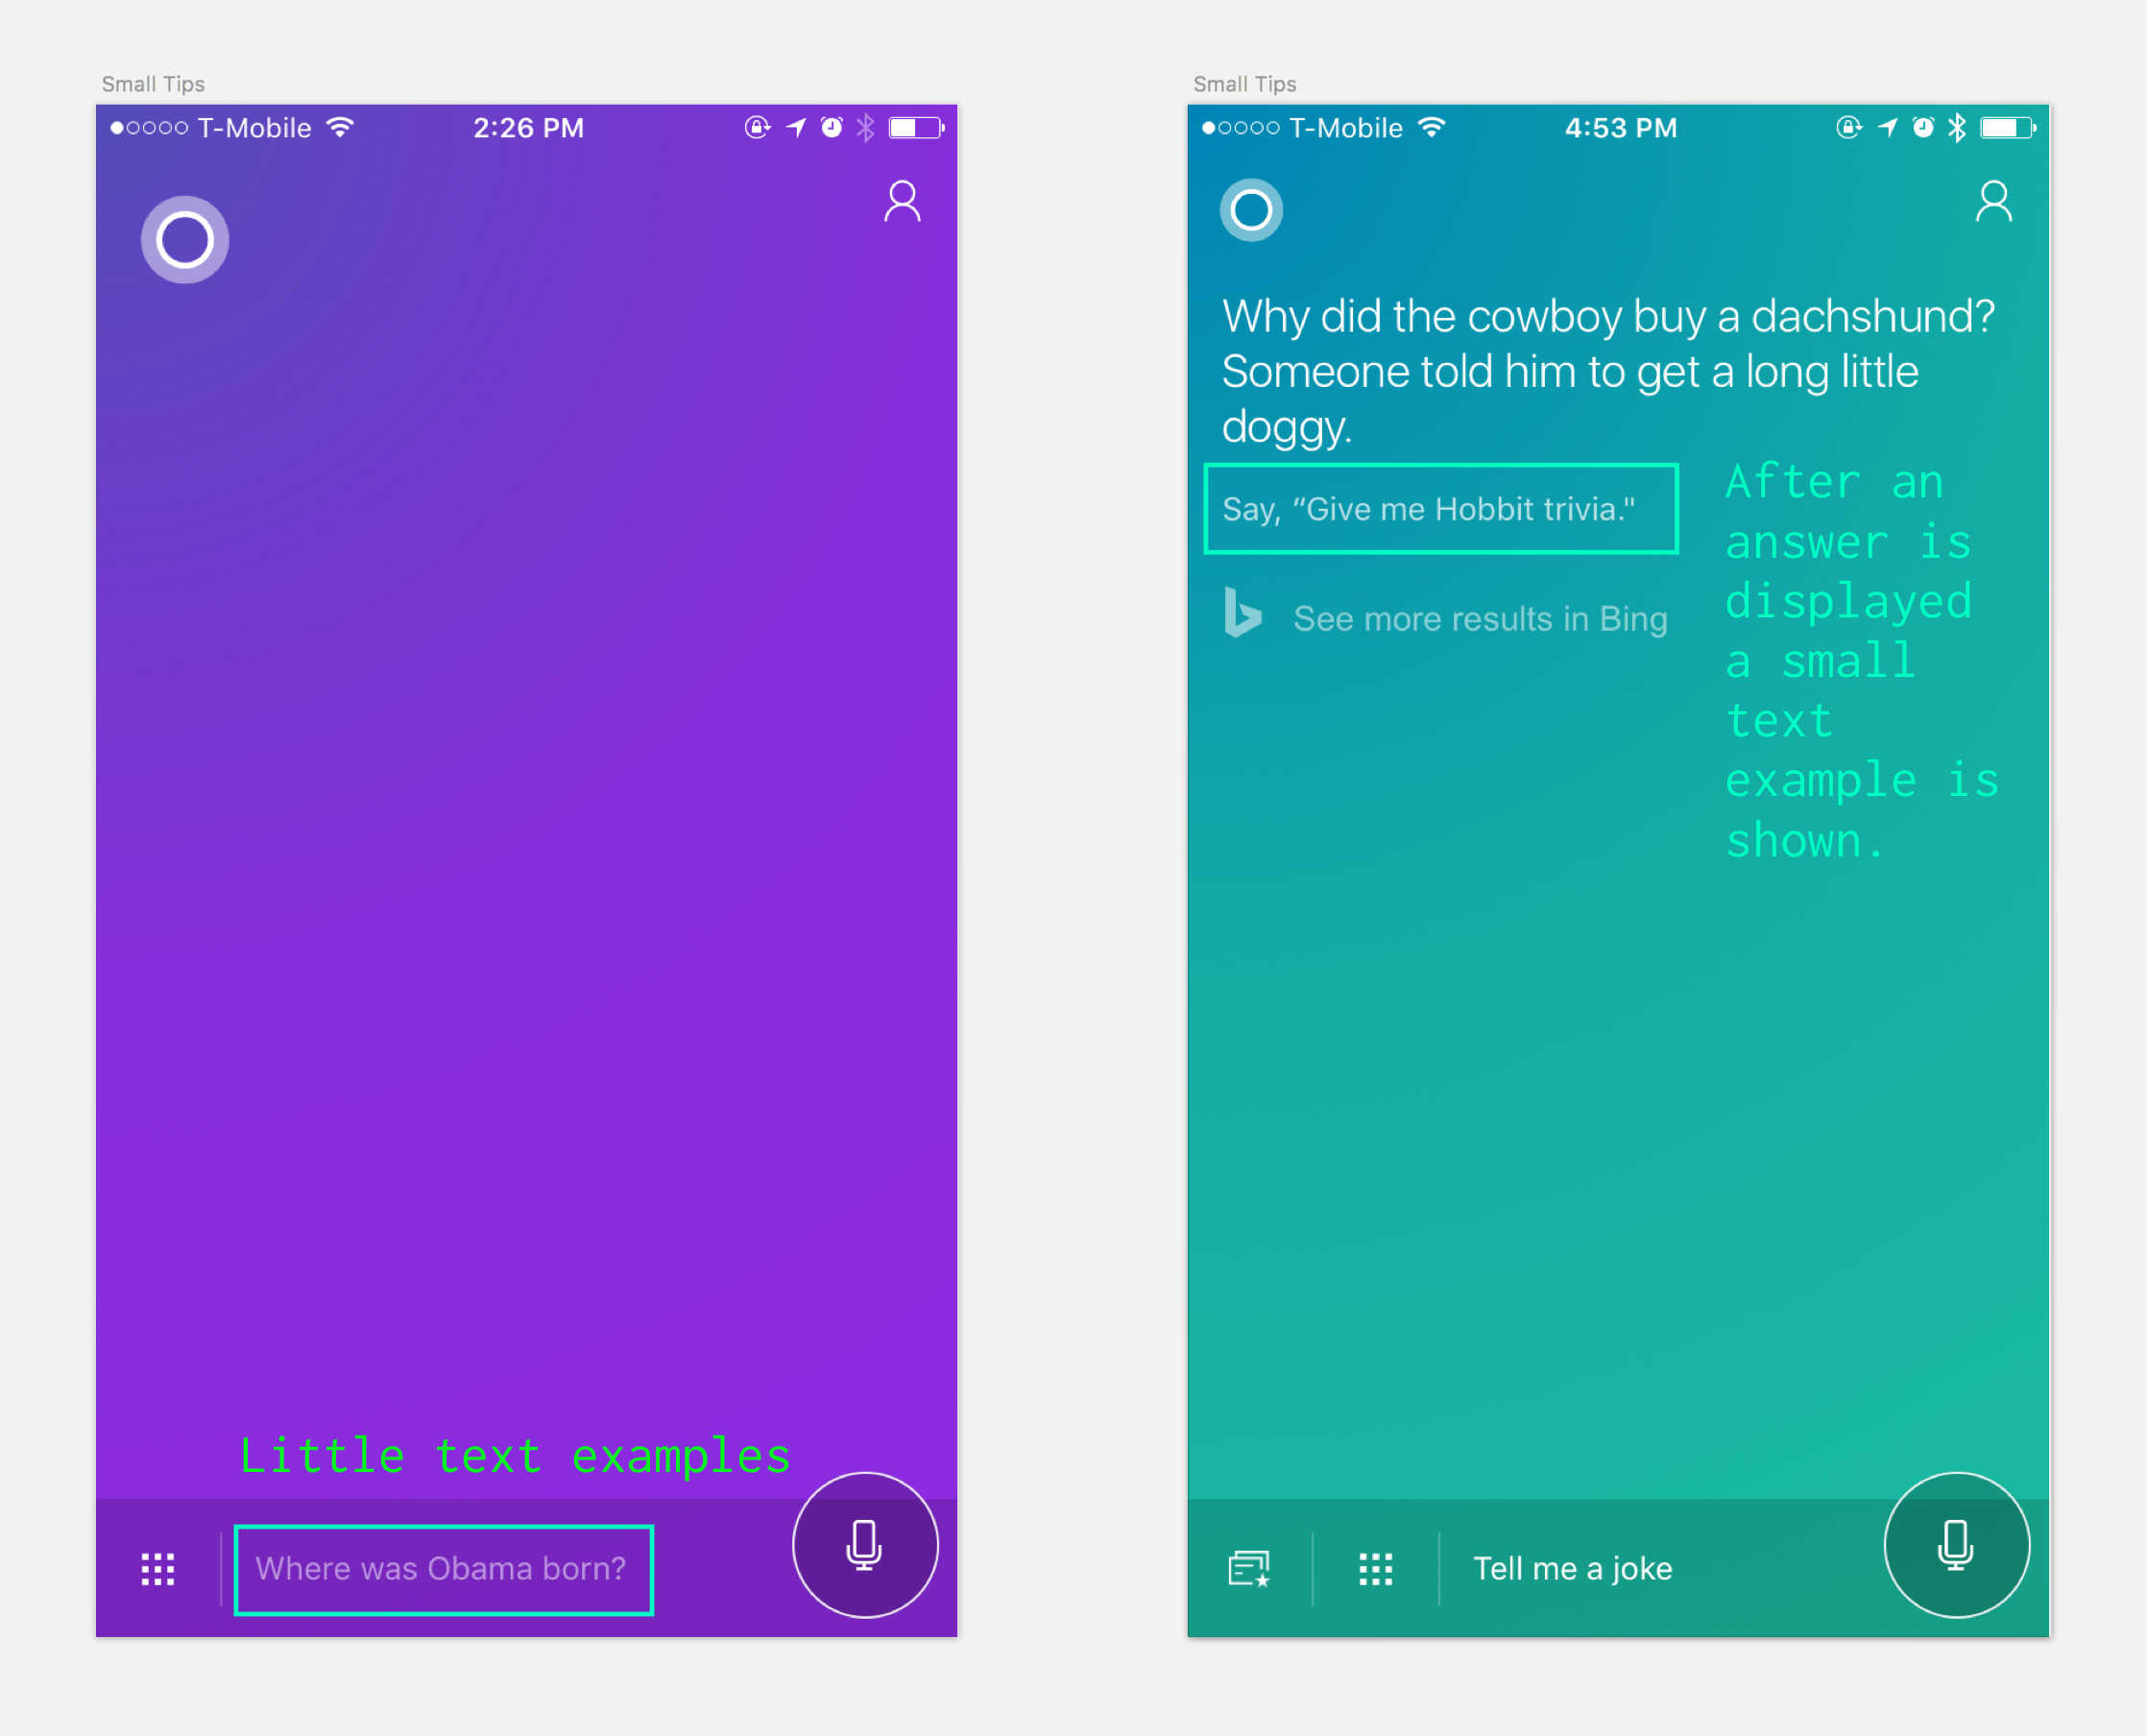 Small Tips
T-Mobile
2:26 PM
Little text examples
Where was Obama born?
Small Tips
T-Mobile
4:53 PM
Why did the cowboy buy a dachshund?
Someone told him to get a long little
doggy.
Say, “Give me Hobbit trivia."
See more results in Bing
After an
answer is
displayed
a small
text
example is
shown.
Tell me a joke